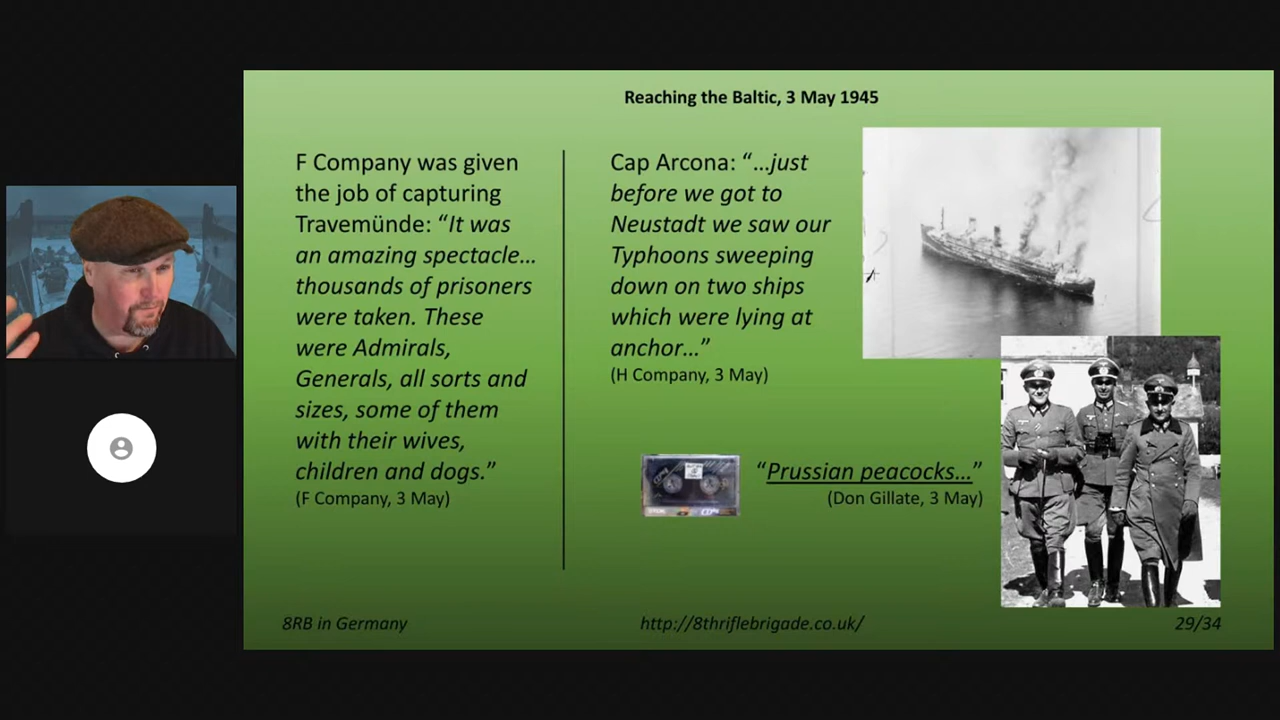 Reaching the Baltic, 3 May 1945
F Company was given
the job of capturing
Travemünde: “It was
an amazing spectacle…
thousands of prisoners
were taken. These
were Admirals,
Generals, all sorts and
sizes, some of them
with their wives,
children and dogs.”
(F Company, 3 May)
Cap Arcona: “…just
before we got to
Neustadt we saw our
Typhoons sweeping
down on two ships
which were lying at
anchor…”
(H Company, 3 May)
“Prussian peacocks…”
(Don Gillate, 3 May)
8RB in Germany
http://8thriflebrigade.co.uk/
29/34